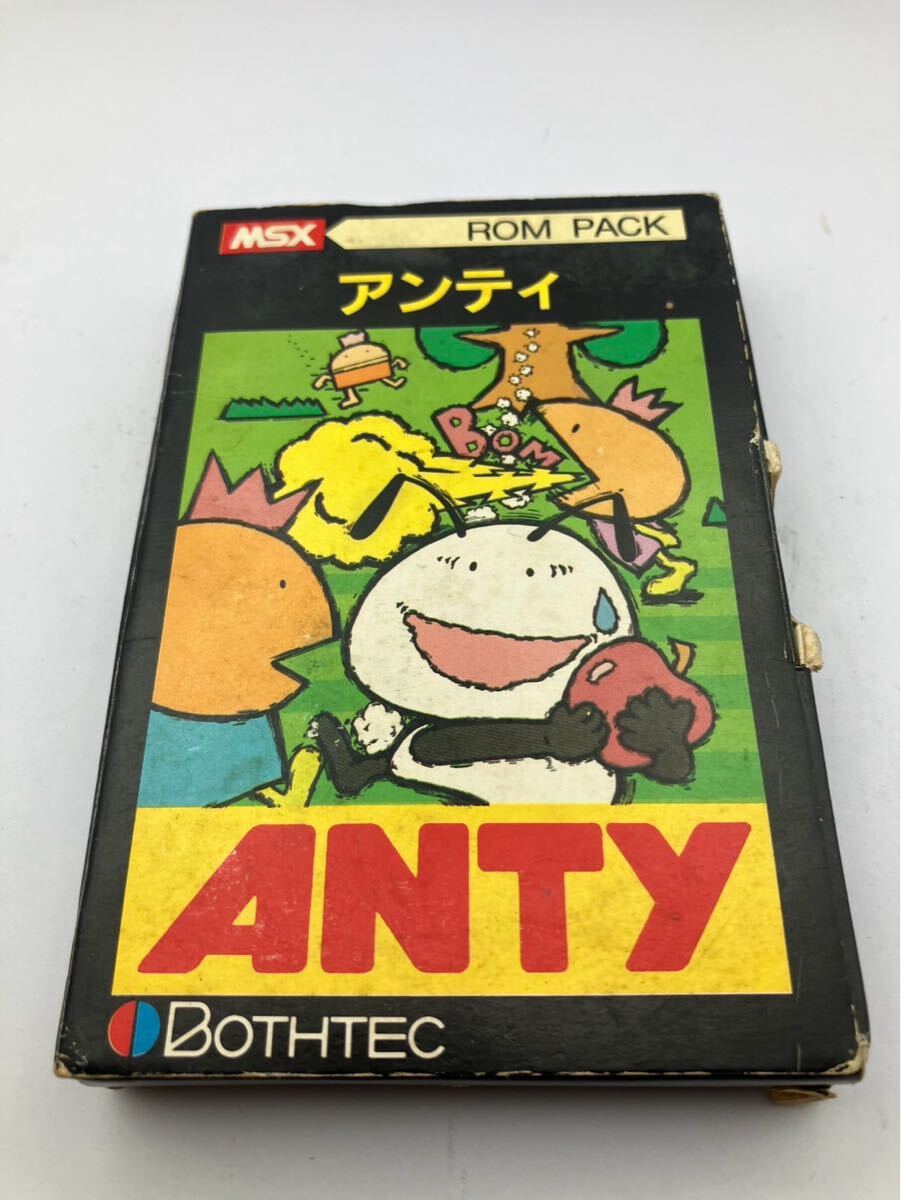 MSX ROM PACK
アンティ
BOM
ANTY
BOTHTEC